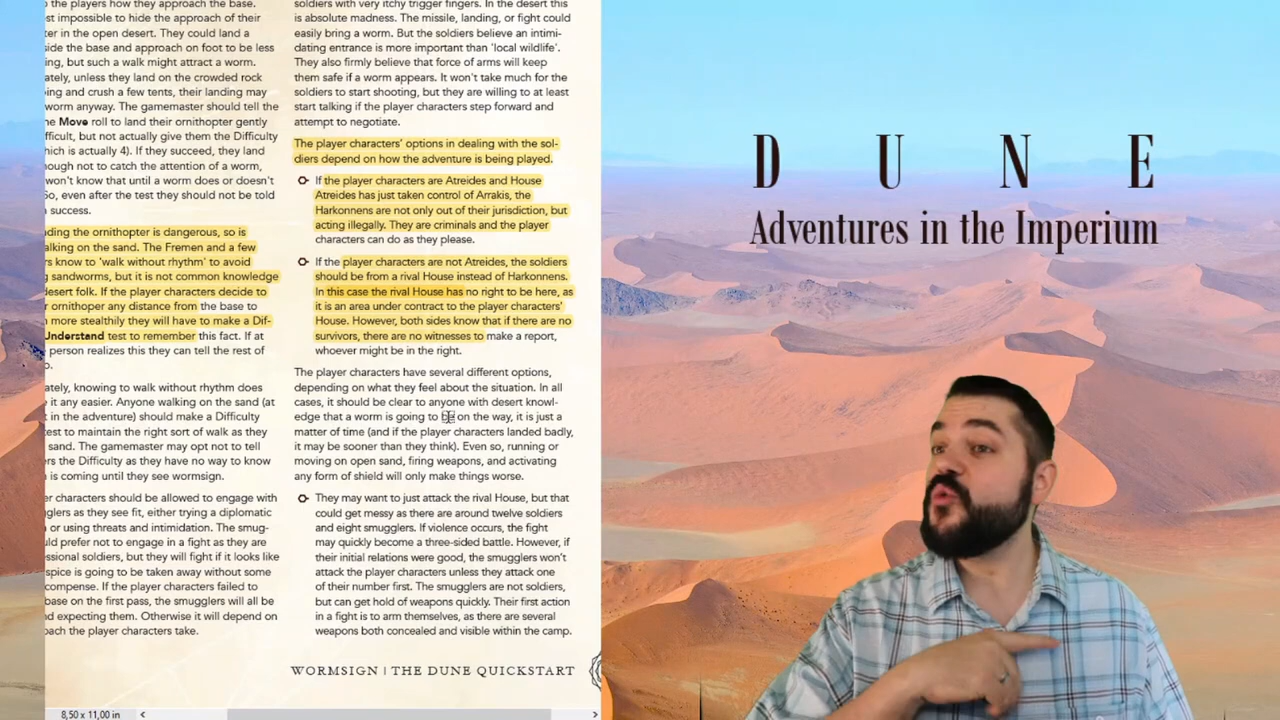 o the players how they approach the base.
st impossible to hide the approach of their
ter in the open desert. They could land a
side the base and approach on foot to be less
ing, but such a walk might attract a worm.
ately, unless they land on the crowded rock
ing and crush a few tents, their landing may
worm anyway. The gamemaster should tell the
ne Move roll to land their ornithopter gently
fficult, but not actually give them the Difficulty
hich is actually 4). If they succeed, they land
nough not to catch the attention of a worm,
won't know that until a worm does or doesn't
So, even after the test they should not be told
success.
ding the ornithopter is dangerous, so is
alking on the sand. The Fremen and a few
rs know to 'walk without rhythm' to avoid
g sandworms, but it is not common knowledge
desert folk. If the player characters decide to
r ornithoper any distance from the base to
n more stealthily they will have to make a Dif-
Understand test to remember this fact. If at
person realizes this they can tell the rest of
o.
ately, knowing to walk without rhythm does
it any easier. Anyone walking on the sand (at
t in the adventure) should make a Difficulty
test to maintain the right sort of walk as they
sand. The gamemaster may opt not to tell
ers the Difficulty as they have no way to know
is coming until they see wormsign.
er characters should be allowed to engage with
glers as they see fit, either trying a diplomatic
or using threats and intimidation. The smug-
uld prefer not to engage in a fight as they are
essional soldiers, but they will fight if it looks like
spice is going to be taken away without some
compense. If the player characters failed to
base on the first pass, the smugglers will all be
d expecting them. Otherwise it will depend on
oach the player characters take.
soldiers with very itchy trigger fingers. In the desert this
is absolute madness. The missile, landing, or fight could
easily bring a worm. But the soldiers believe an intimi-
dating entrance is more important than 'local wildlife'.
They also firmly believe that force of arms will keep
them safe if a worm appears. It won't take much for the
soldiers to start shooting, but they are willing to at least
start talking if the player characters step forward and
attempt to negotiate.
The player characters' options in dealing with the sol-
diers depend on how the adventure is being played.
If the player characters are Atreides and House
Atreides has just taken control of Arrakis, the
Harkonnens are not only out of their jurisdiction, but
acting illegally. They are criminals and the player
characters can do as they please.
If the player characters are not Atreides, the soldiers
should be from a rival House instead of Harkonnens.
In this case the rival House has no right to be here, as
it is an area under contract to the player characters'
House. However, both sides know that if there are no
survivors, there are no witnesses to make a report,
whoever might be in the right.
The player characters have several different options,
depending on what they feel about the situation. In all
cases, it should be clear to anyone with desert knowl-
edge that a worm is going to be on the way, it is just a
matter of time (and if the player characters landed badly,
it may be sooner than they think). Even so, running or
moving on open sand, firing weapons, and activating
any form of shield will only make things worse.
They may want to just attack the rival House, but that
could get messy as there are around twelve soldiers
and eight smugglers. If violence occurs, the fight
may quickly become a three-sided battle. However, if
their initial relations were good, the smugglers won't
attack the player characters unless they attack one
of their number first. The smugglers are not soldiers,
but can get hold of weapons quickly. Their first action
in a fight is to arm themselves, as there are several
weapons both concealed and visible within the camp.
WORMSIGN | THE DUNE QUICKSTART
8,50 x 11,00 in
DUNE
Adventures in the Imperium